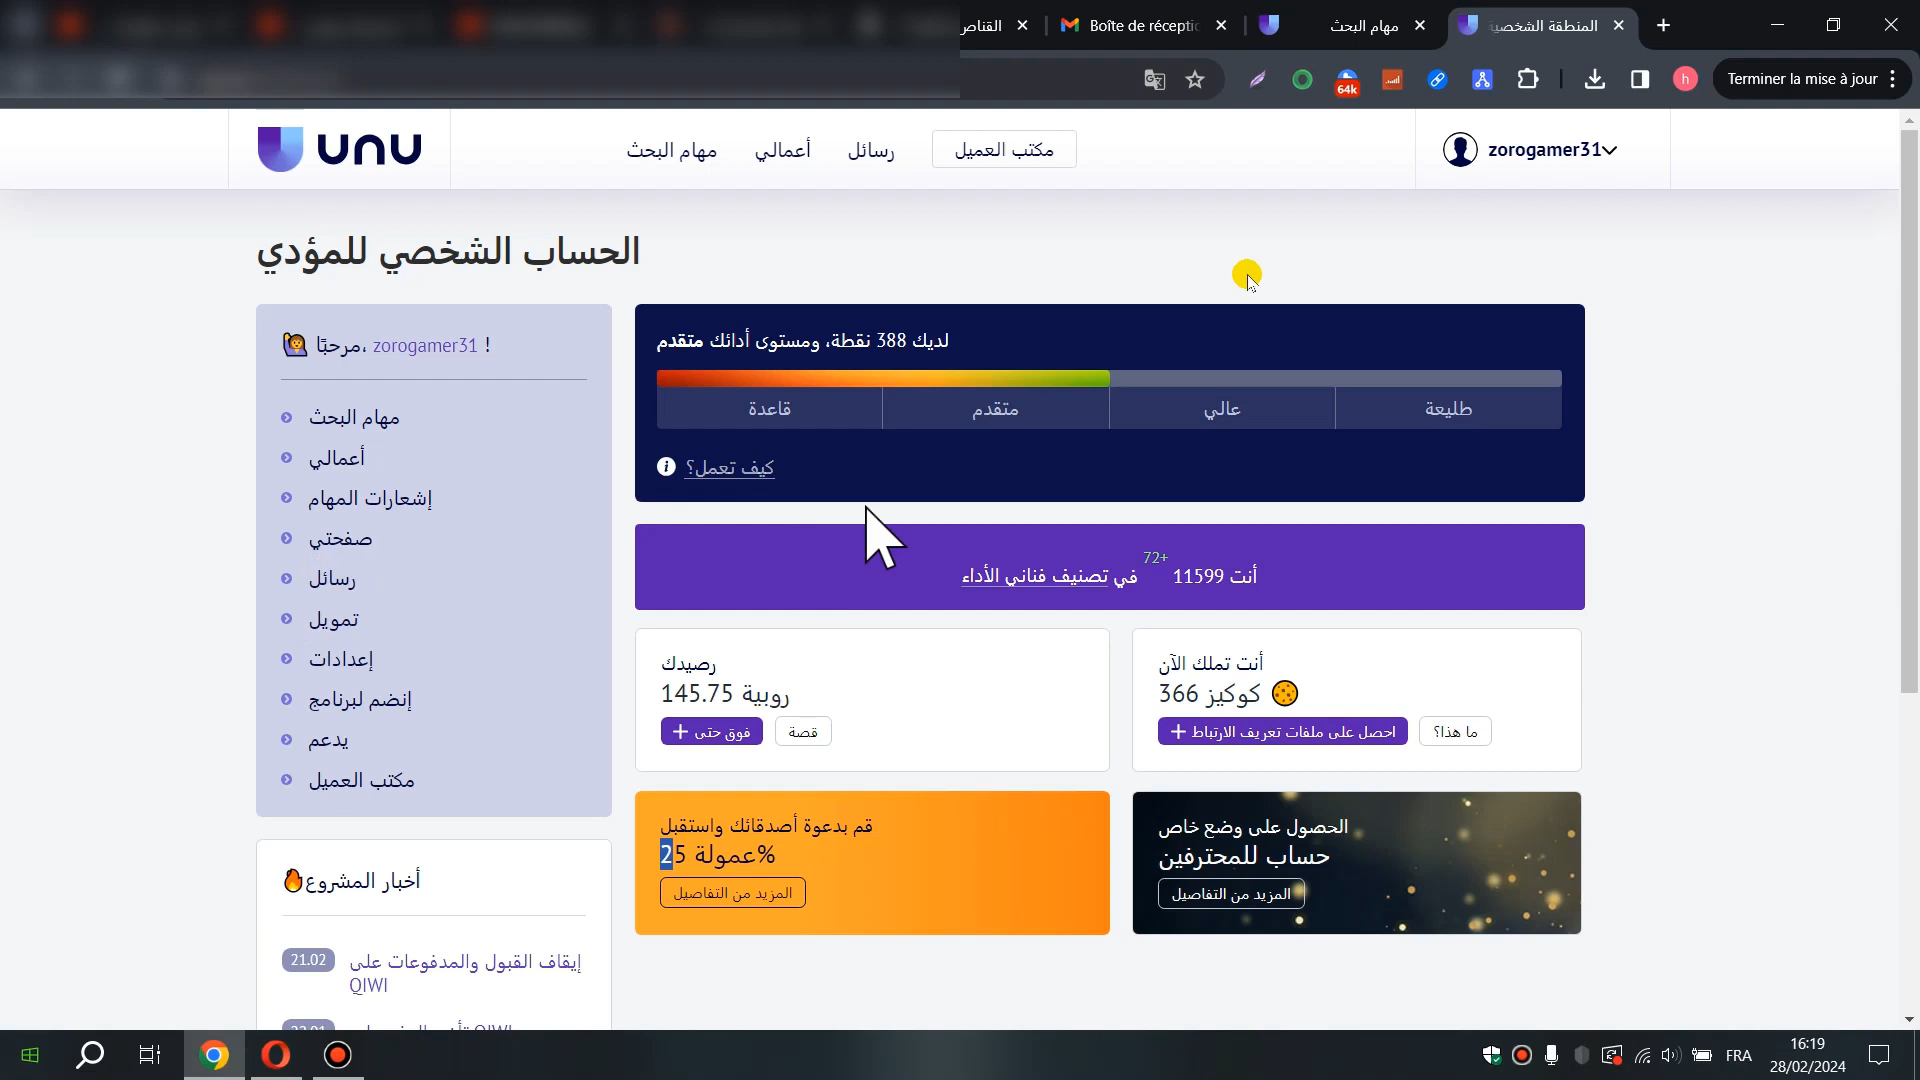 القناص
Boîte de réceptic
مهام البحث
المنطقة الشخصية
64k
h
Terminer la mise à jour
unu
مهام البحث
أعمالي
رسائل
مكتب العميل
zorogamer31
الحساب الشخصي للمؤدي
مرحبًا، zorogamer31 !
مهام البحث
أعمالي
إشعارات المهام
صفحتي
رسائل
تمويل
إعدادات
إنضم لبرنامج
يدعم
مكتب العميل
أخبار المشروع
21.02
إيقاف القبول والمدفوعات على
QIWI
لديك 388 نقطة، ومستوى أدائك متقدم
قاعدة
متقدم
عالي
طليعة
كيف تعمل؟
أنت 11599 +72 في تصنيف فناني الأداء
رصيدك
145.75 روبية
فوق حتى +
قصة
أنت تملك الآن
366 كوكيز
احصل على ملفات تعريف الارتباط +
ما هذا؟
قم بدعوة أصدقائك واستقبل
25 عمولة%
المزيد من التفاصيل
الحصول على وضع خاص
حساب للمحترفين
المزيد من التفاصيل
FRA
16:19
28/02/2024